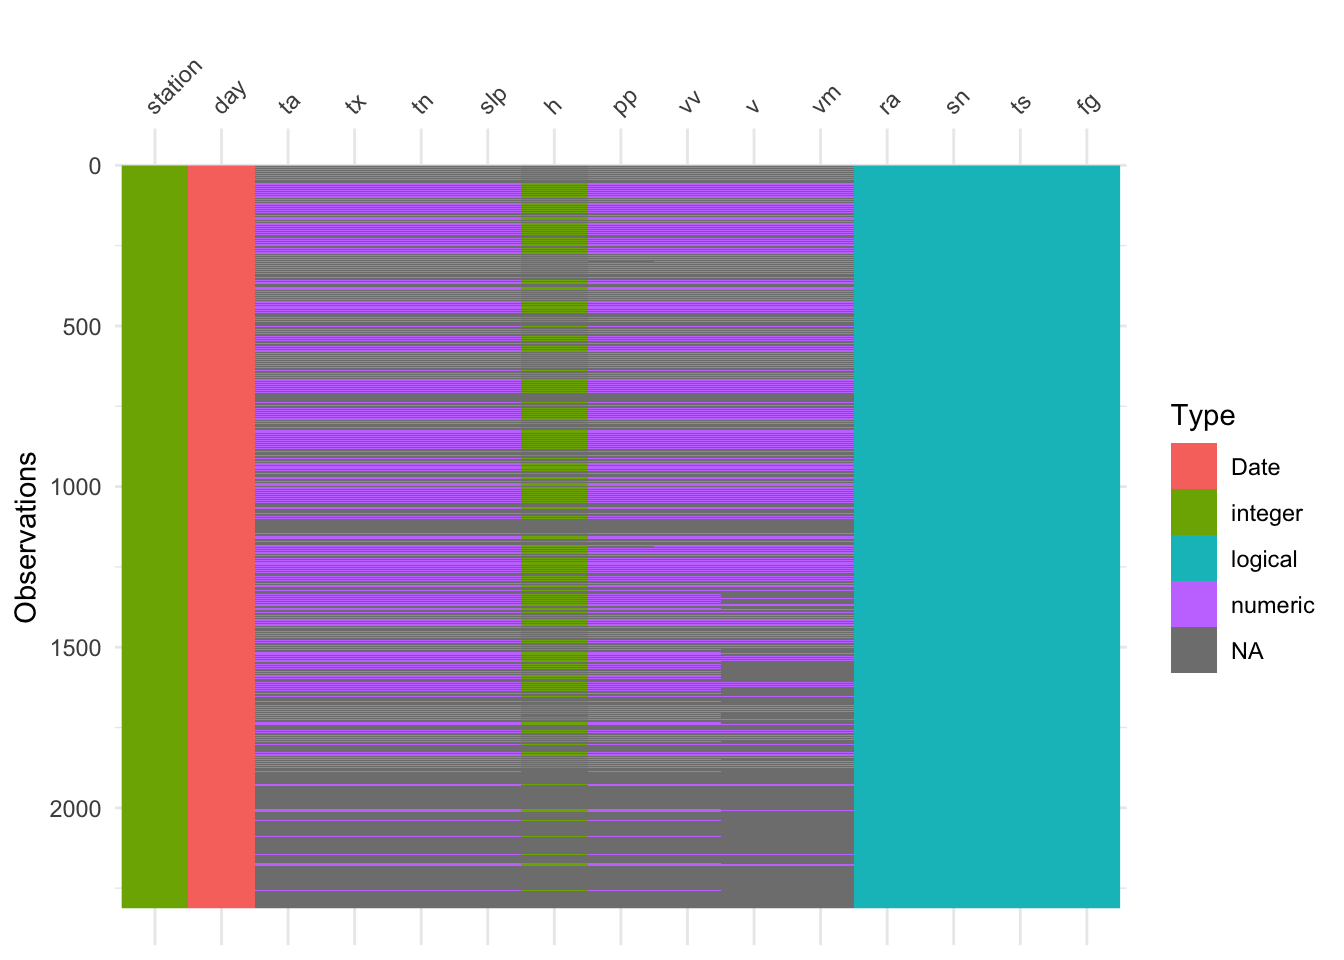 station day ta tx tn slp h pp vv v vm ra sn ts fg
0
500
1000
1500
2000
Observations
Type
Date
integer
logical
numeric
NA